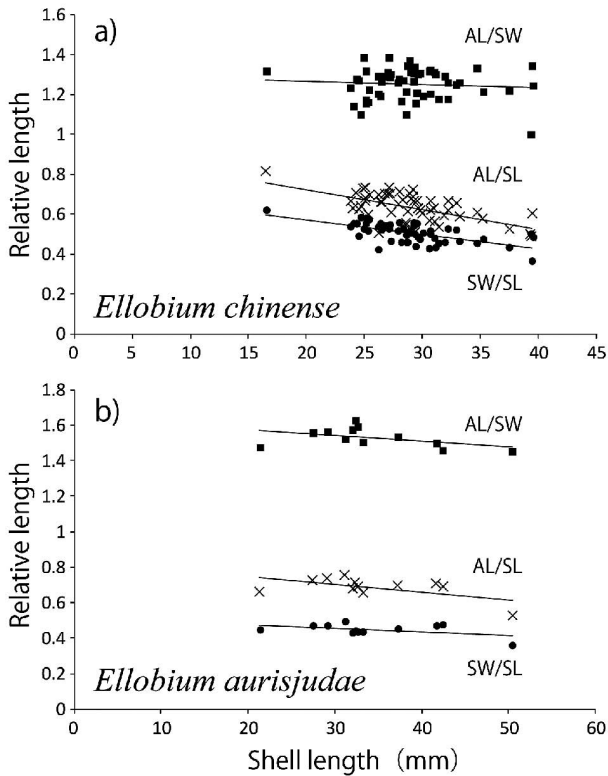 a)
Relative length
1.6
1.4
1.2
1
0.8
0.6
0.4
0.2
0
AL/SW
AL/SL
SW/SL
Ellobium chinense
0 5 10 15 20 25 30 35 40 45
b)
Relative length
1.8
1.6
1.4
1.2
1
0.8
0.6
0.4
0.2
0
AL/SW
AL/SL
SW/SL
Ellobium aurisjudae
0 10 20 30 40 50 60
Shell length (mm)